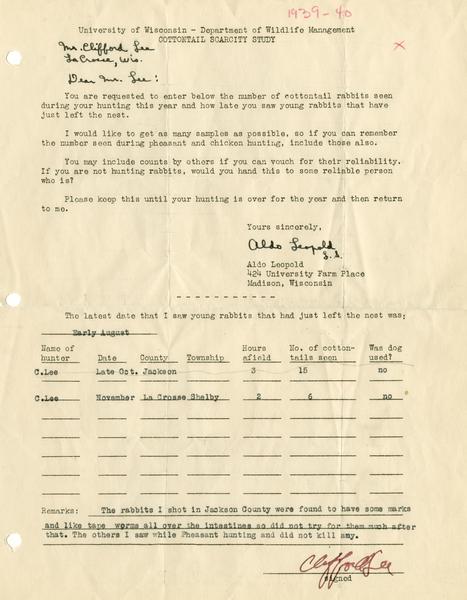 1939-40
University of Wisconsin - Department of Wildlife Management
COTTONTAIL SCARCITY STUDY
Mr. Clifford Lee
LaCrosse, Wis.
Dear Mr. Lee:
You are requested to enter below the number of cottontail rabbits seen
during your hunting this year and how late you saw young rabbits that have
just left the nest.
I would like to get as many samples as possible, so if you can remember
the number seen during pheasant and chicken hunting, include those also.
You may include counts by others if you can vouch for their reliability.
If you are not hunting rabbits, would you hand this to some reliable person
who is?
Please keep this until your hunting is over for the year and then return
to me.
Yours sincerely,
Aldo Leopold
Aldo Leopold
424 University Farm Place
Madison, Wisconsin
The latest date that I saw young rabbits that had just left the nest was:
Early August
Name of hunter Date County Township Hours afield No. of cotton-tails seen Was dog used?
C.Lee Late Oct. Jackson 3 15 no
C.Lee November La Crosse Shelby 2 6 no
Remarks: The rabbits I shot in Jackson County were found to have some marks
and like tape worms all over the intestines so did not try for them much after
that. The others I saw while Pheasant hunting and did not kill any.
Clifford Lee
signed